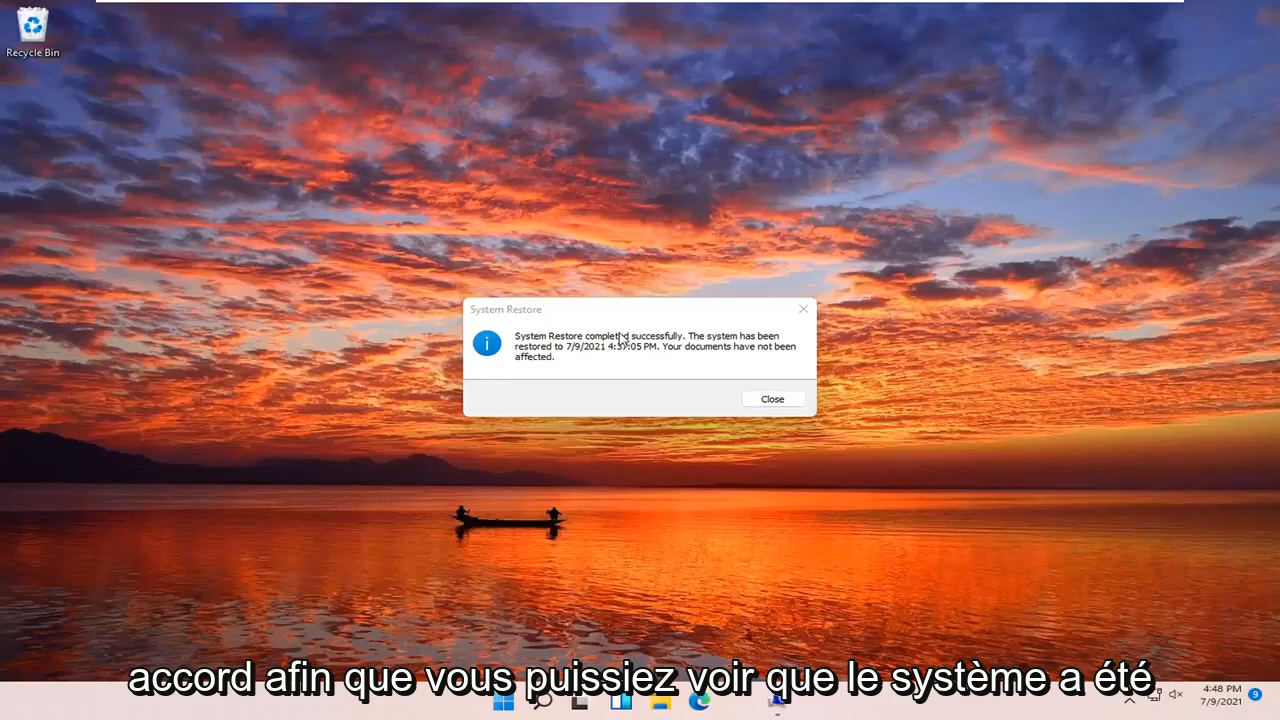 Recycle Bin
System Restore
System Restore completed successfully. The system has been
restored to 7/9/2021 4:37:05 PM. Your documents have not been
affected.
Close
accord afin que vous puissiez voir que le système a été
4:48 PM
7/9/2021
9